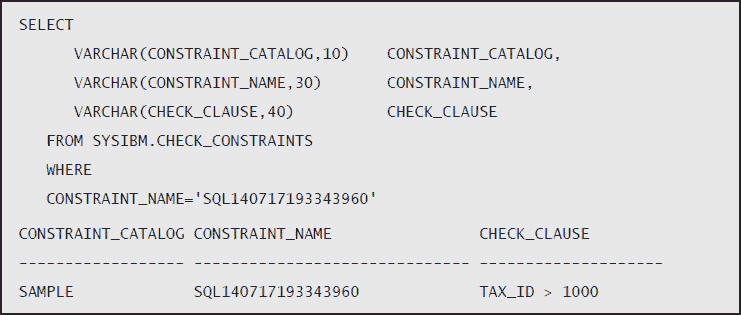 SELECT
VARCHAR(CONSTRAINT_CATALOG,10) CONSTRAINT_CATALOG,
VARCHAR(CONSTRAINT_NAME,30) CONSTRAINT_NAME,
VARCHAR(CHECK_CLAUSE,40) CHECK_CLAUSE
FROM SYSIBM.CHECK_CONSTRAINTS
WHERE
CONSTRAINT_NAME='SQL140717193343960'
CONSTRAINT_CATALOG CONSTRAINT_NAME CHECK_CLAUSE
------------------ ------------------------------ --------------------
SAMPLE SQL140717193343960 TAX_ID > 1000